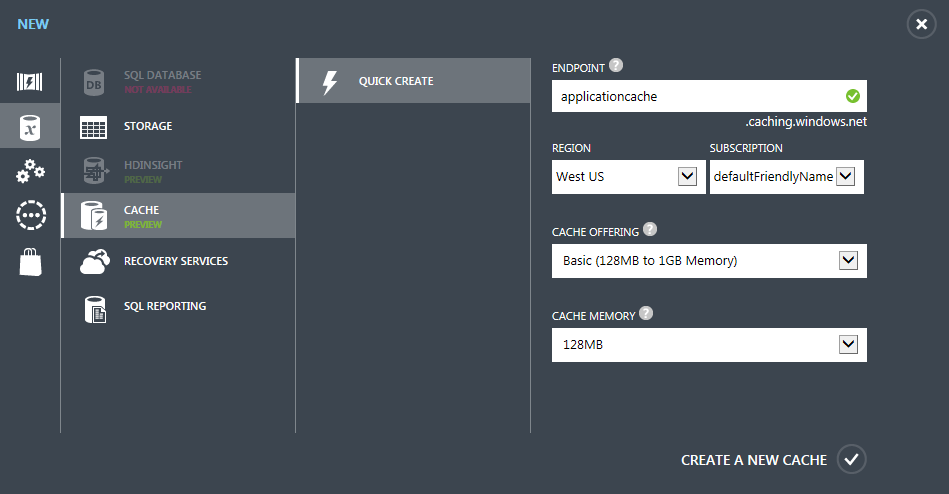 NEW
SQL DATABASE
NOT AVAILABLE
STORAGE
HDINSIGHT
PREVIEW
CACHE
PREVIEW
RECOVERY SERVICES
SQL REPORTING
QUICK CREATE
ENDPOINT ?
applicationcache
.caching.windows.net
REGION SUBSCRIPTION
West US defaultFriendlyName
CACHE OFFERING ?
Basic (128MB to 1GB Memory)
CACHE MEMORY ?
128MB
CREATE A NEW CACHE